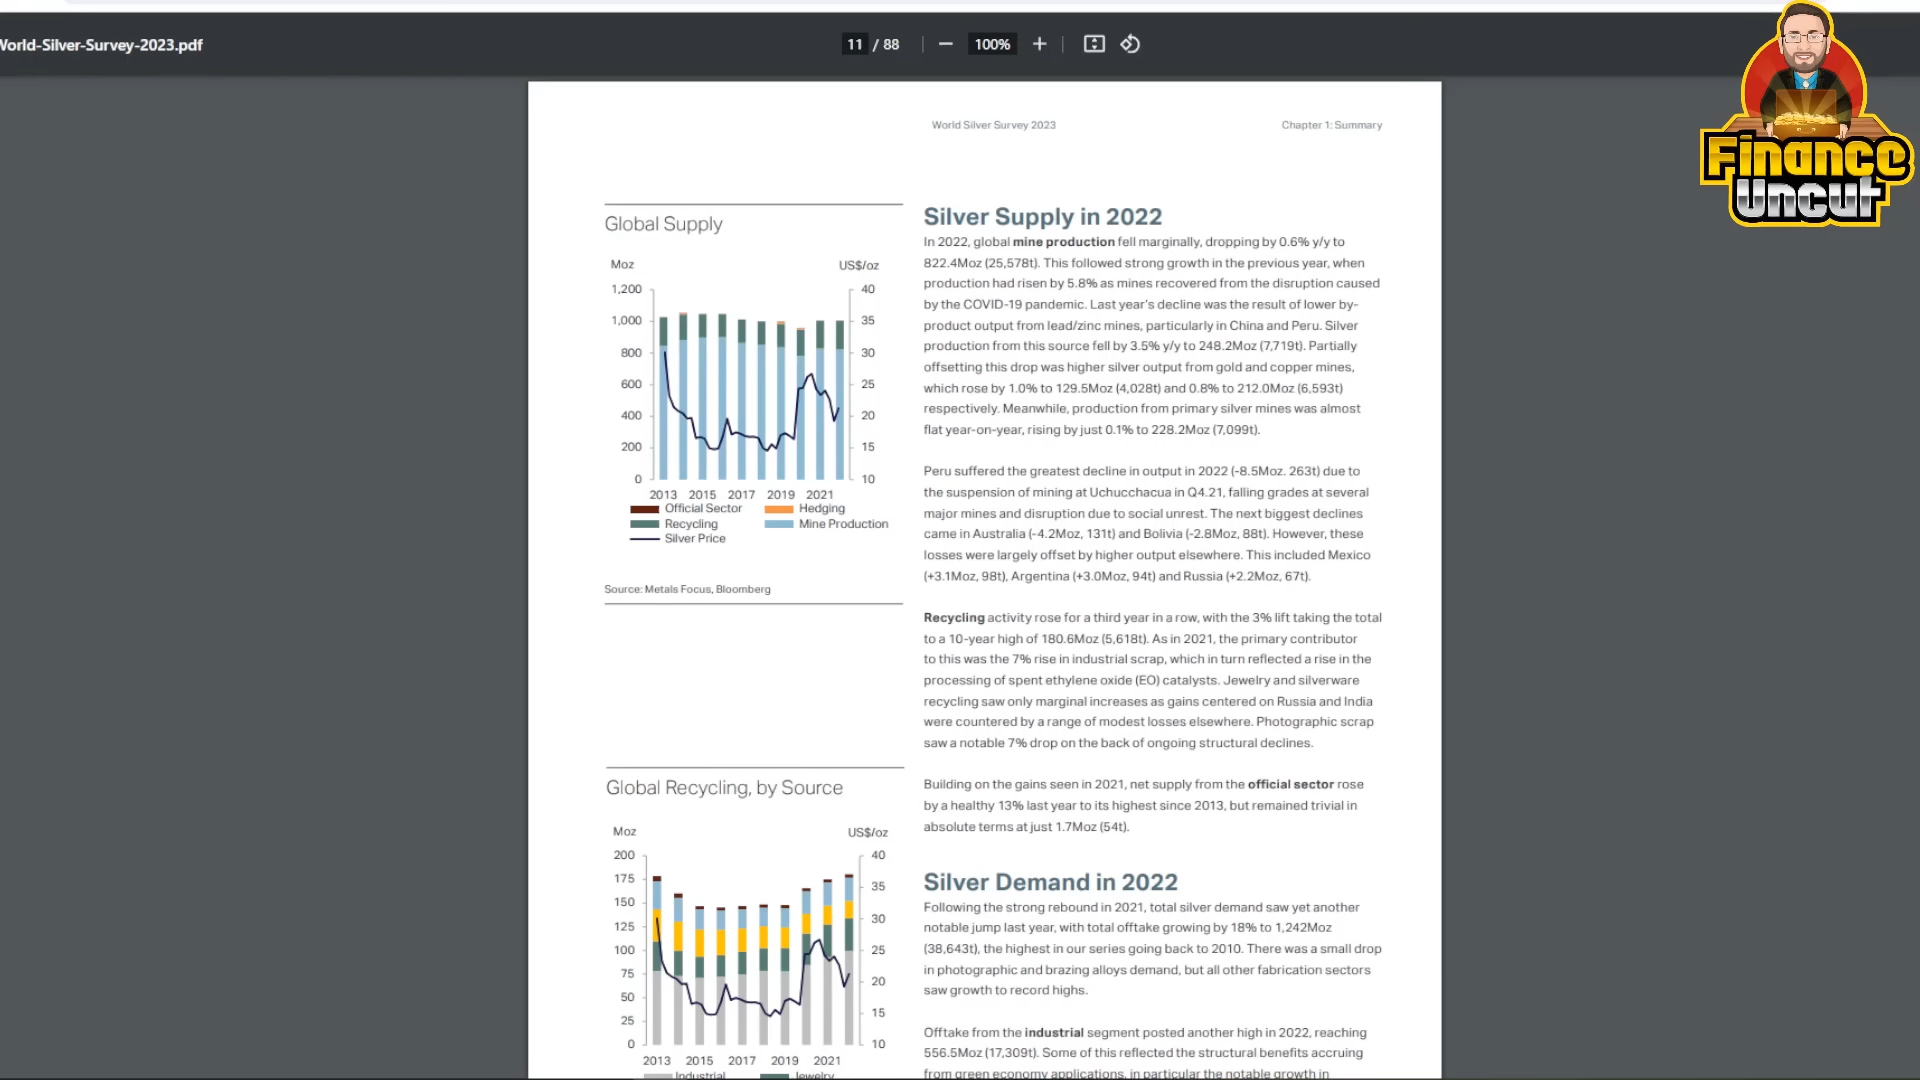 World-Silver-Survey-2023.pdf
11 / 88
100%
Finance
Uncut
World Silver Survey 2023
Chapter 1: Summary
Global Supply
Moz
US$/oz
1,200
1,000
800
600
400
200
0
40
35
30
25
20
15
10
2013 2015 2017 2019 2021
Official Sector
Hedging
Recycling
Mine Production
Silver Price
Source: Metals Focus, Bloomberg
Global Recycling, by Source
Moz
US$/oz
200
175
150
125
100
75
50
25
0
40
35
30
25
20
15
10
2013 2015 2017 2019 2021
Industrial
Jewelry
Silver Supply in 2022
In 2022, global mine production fell marginally, dropping by 0.6% y/y to
822.4Moz (25,578t). This followed strong growth in the previous year, when
production had risen by 5.8% as mines recovered from the disruption caused
by the COVID-19 pandemic. Last year's decline was the result of lower by-
product output from lead/zinc mines, particularly in China and Peru. Silver
production from this source fell by 3.5% y/y to 248.2Moz (7,719t). Partially
offsetting this drop was higher silver output from gold and copper mines,
which rose by 1.0% to 129.5Moz (4,028t) and 0.8% to 212.0Moz (6,593t)
respectively. Meanwhile, production from primary silver mines was almost
flat year-on-year, rising by just 0.1% to 228.2Moz (7,099t).
Peru suffered the greatest decline in output in 2022 (-8.5Moz. 263t) due to
the suspension of mining at Uchucchacua in Q4.21, falling grades at several
major mines and disruption due to social unrest. The next biggest declines
came in Australia (-4.2Moz, 131t) and Bolivia (-2.8Moz, 88t). However, these
losses were largely offset by higher output elsewhere. This included Mexico
(+3.1Moz, 98t), Argentina (+3.0Moz, 94t) and Russia (+2.2Moz, 67t).
Recycling activity rose for a third year in a row, with the 3% lift taking the total
to a 10-year high of 180.6Moz (5,618t). As in 2021, the primary contributor
to this was the 7% rise in industrial scrap, which in turn reflected a rise in the
processing of spent ethylene oxide (EO) catalysts. Jewelry and silverware
recycling saw only marginal increases as gains centered on Russia and India
were countered by a range of modest losses elsewhere. Photographic scrap
saw a notable 7% drop on the back of ongoing structural declines.
Building on the gains seen in 2021, net supply from the official sector rose
by a healthy 13% last year to its highest since 2013, but remained trivial in
absolute terms at just 1.7Moz (54t).
Silver Demand in 2022
Following the strong rebound in 2021, total silver demand saw yet another
notable jump last year, with total offtake growing by 18% to 1,242Moz
(38,643t), the highest in our series going back to 2010. There was a small drop
in photographic and brazing alloys demand, but all other fabrication sectors
saw growth to record highs.
Offtake from the industrial segment posted another high in 2022, reaching
556.5Moz (17,309t). Some of this reflected the structural benefits accruing
from green economy applications, in particular the notable growth in